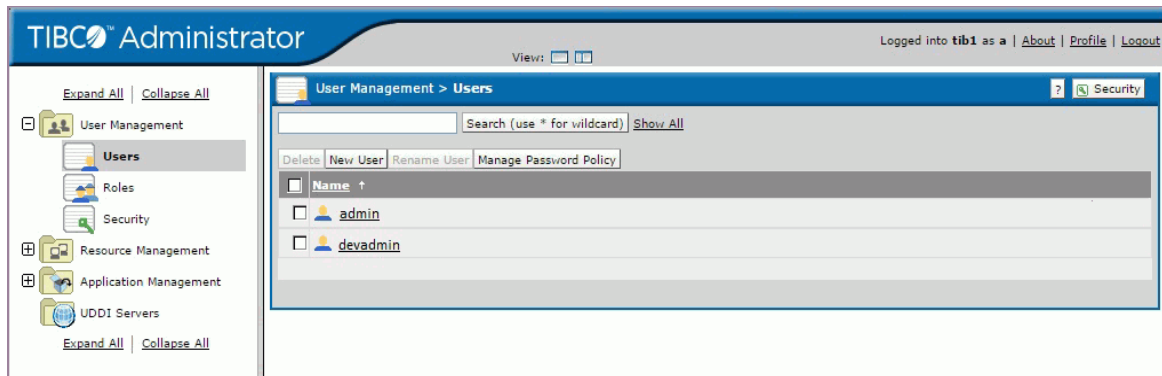 TIBCO™ Administrator
View:
Logged into tib1 as a | About | Profile | Logout
Expand All | Collapse All
User Management
Users
Roles
Security
Resource Management
Application Management
UDDI Servers
Expand All | Collapse All
User Management > Users
? Security
Search (use * for wildcard) Show All
Delete New User Rename User Manage Password Policy
Name ↑
admin
devadmin